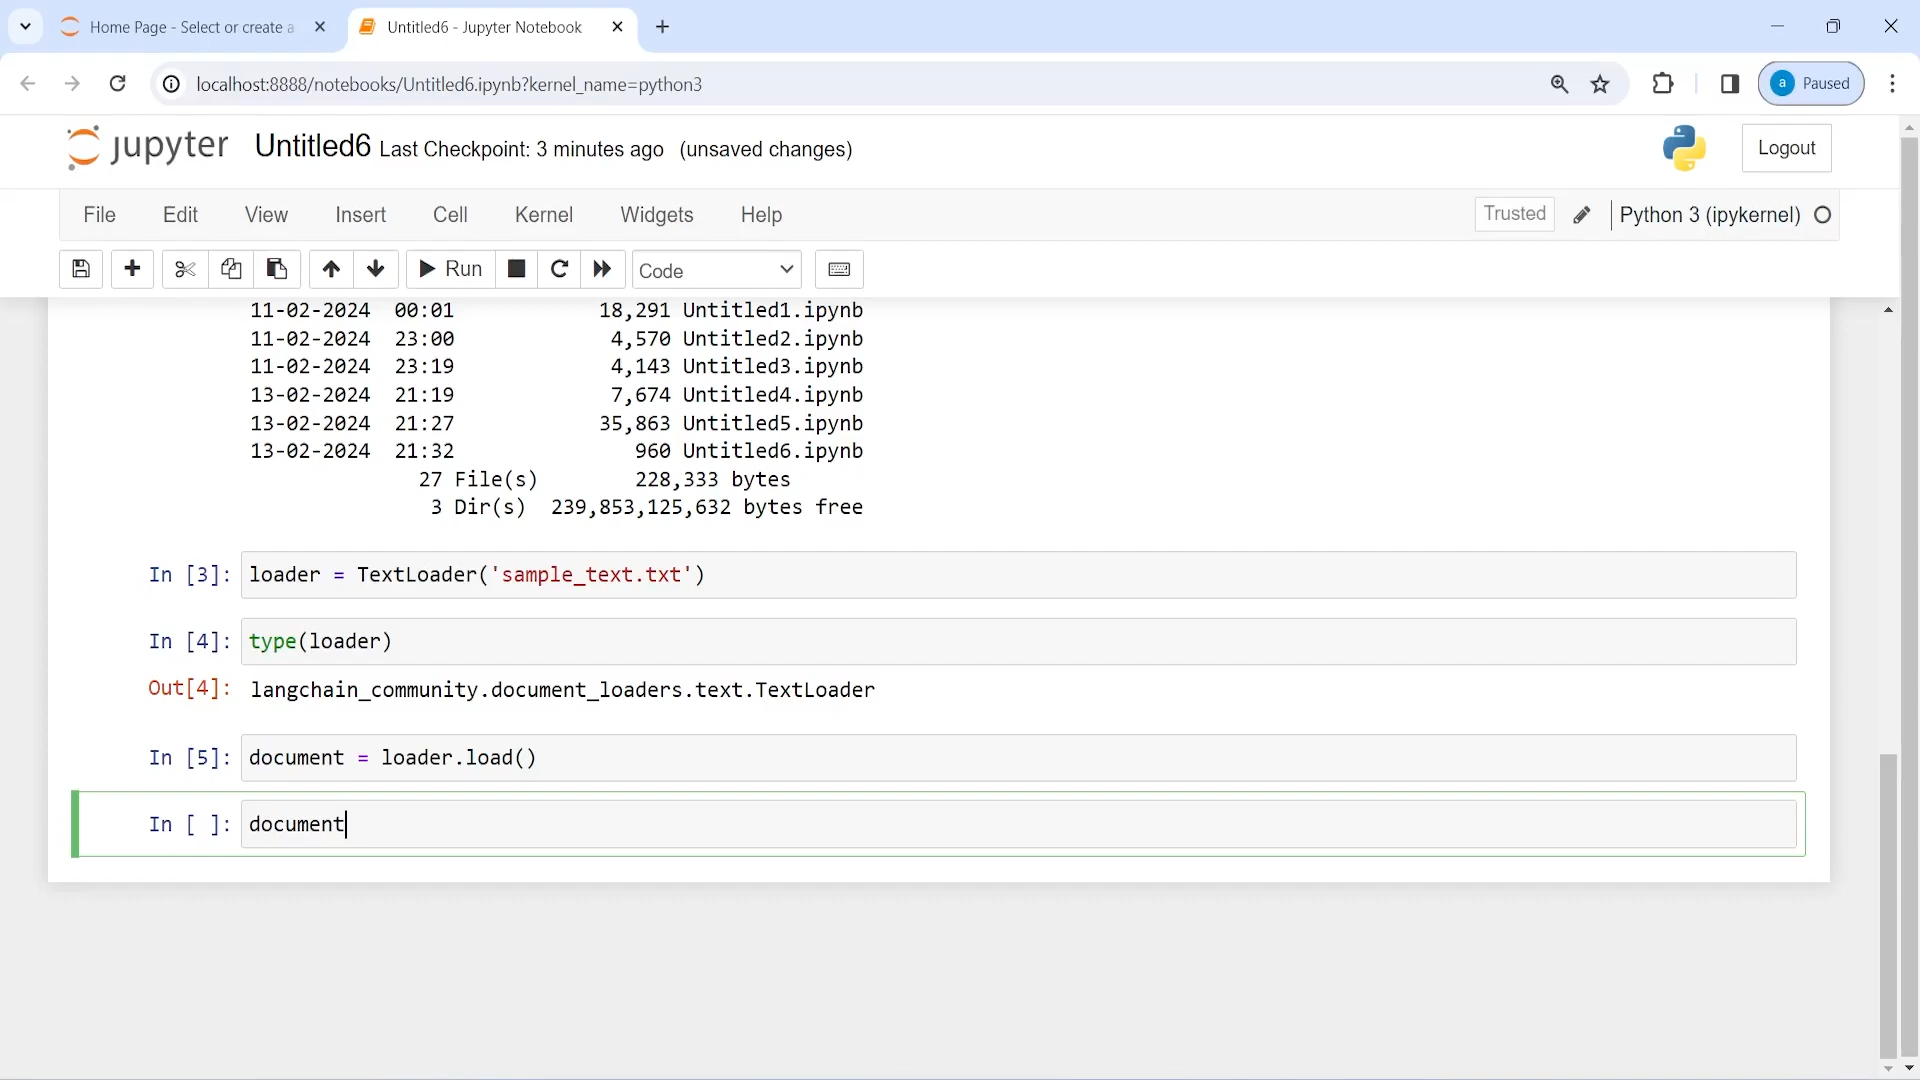 Home Page - Select or create a
Untitled6 - Jupyter Notebook
localhost:8888/notebooks/Untitled6.ipynb?kernel_name=python3
a Paused
jupyter Untitled6 Last Checkpoint: 3 minutes ago (unsaved changes)
Logout
File Edit View Insert Cell Kernel Widgets Help
Trusted Python 3 (ipykernel)
Run Code
11-02-2024 00:01 18,291 Untitled1.ipynb
11-02-2024 23:00 4,570 Untitled2.ipynb
11-02-2024 23:19 4,143 Untitled3.ipynb
13-02-2024 21:19 7,674 Untitled4.ipynb
13-02-2024 21:27 35,863 Untitled5.ipynb
13-02-2024 21:32 960 Untitled6.ipynb
27 File(s) 228,333 bytes
3 Dir(s) 239,853,125,632 bytes free
In [3]: loader = TextLoader('sample_text.txt')
In [4]: type(loader)
Out[4]: langchain_community.document_loaders.text.TextLoader
In [5]: document = loader.load()
In [ ]: document